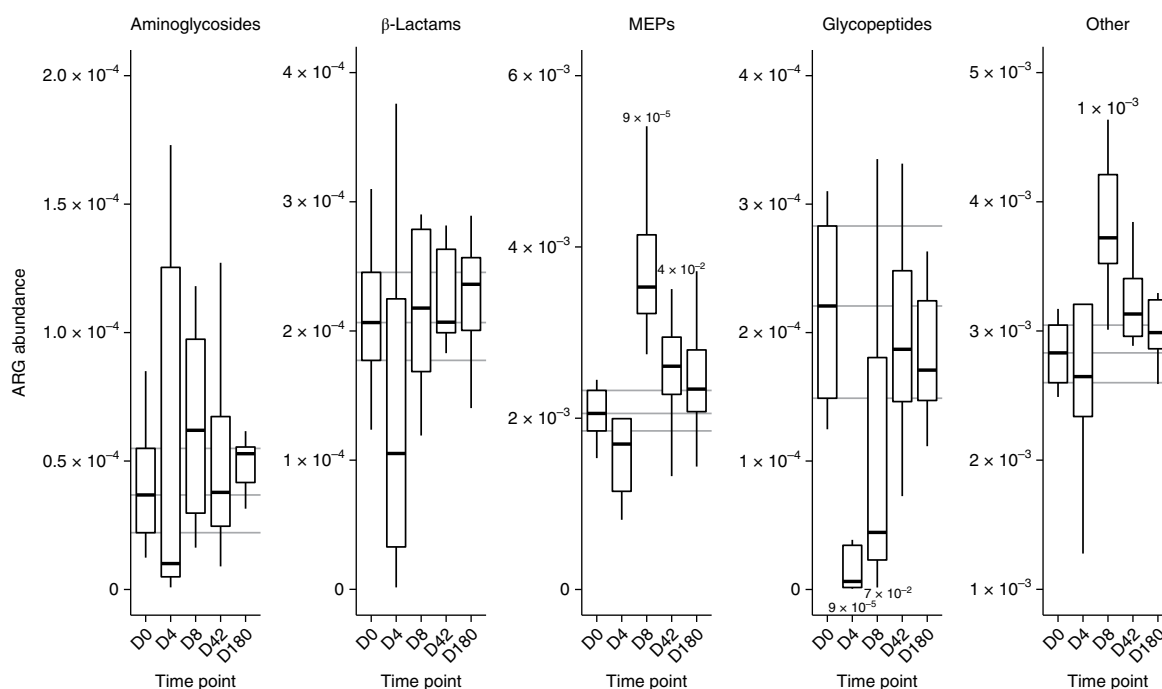 Aminoglycosides
β-Lactams
MEPs
Glycopeptides
Other
ARG abundance
2.0 × 10⁻⁴
1.5 × 10⁻⁴
1.0 × 10⁻⁴
0.5 × 10⁻⁴
0
D0
D4
D8
D42
D180
Time point
4 × 10⁻⁴
3 × 10⁻⁴
2 × 10⁻⁴
1 × 10⁻⁴
0
D0
D4
D8
D42
D180
Time point
6 × 10⁻³
4 × 10⁻³
2 × 10⁻³
0
9 × 10⁻⁵
4 × 10⁻²
D0
D4
D8
D42
D180
Time point
4 × 10⁻⁴
3 × 10⁻⁴
2 × 10⁻⁴
1 × 10⁻⁴
0
7 × 10⁻²
9 × 10⁻⁵
D0
D4
D8
D42
D180
Time point
5 × 10⁻³
4 × 10⁻³
3 × 10⁻³
2 × 10⁻³
1 × 10⁻³
1 × 10⁻³
D0
D4
D8
D42
D180
Time point